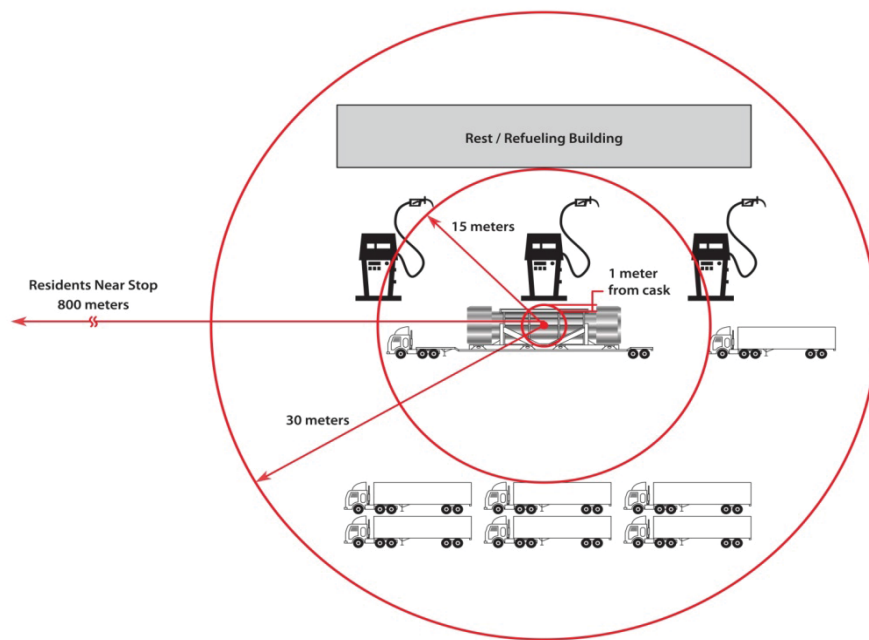 Rest / Refueling Building
15 meters
1 meter
from cask
Residents Near Stop
800 meters
30 meters